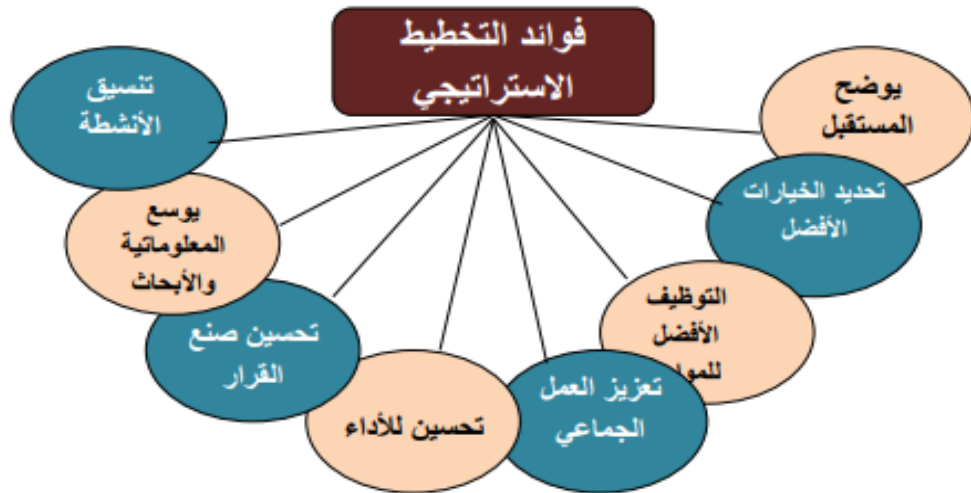 فوائد التخطيط
الاستراتيجي
يوضح
المستقبل
تحديد الخيارات
الأفضل
التوظيف
الأفضل
تعزيز العمل
الجماعي
تحسين للأداء
تحسين صنع
القرار
يوسع
المعلوماتية
والأبحاث
تنسيق
الأنشطة